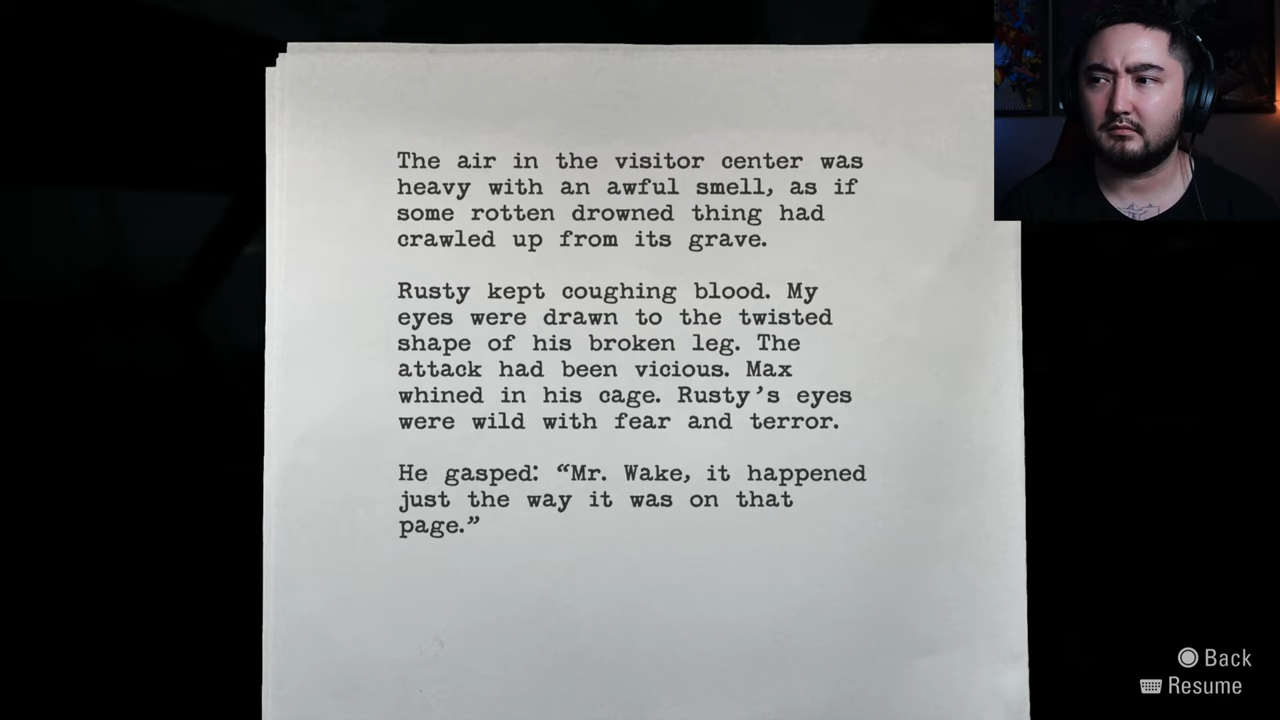 The air in the visitor center was
heavy with an awful smell, as if
some rotten drowned thing had
crawled up from its grave.
Rusty kept coughing blood. My
eyes were drawn to the twisted
shape of his broken leg. The
attack had been vicious. Max
whined in his cage. Rusty’s eyes
were wild with fear and terror.
He gasped: “Mr. Wake, it happened
just the way it was on that
page.”
Back
Resume